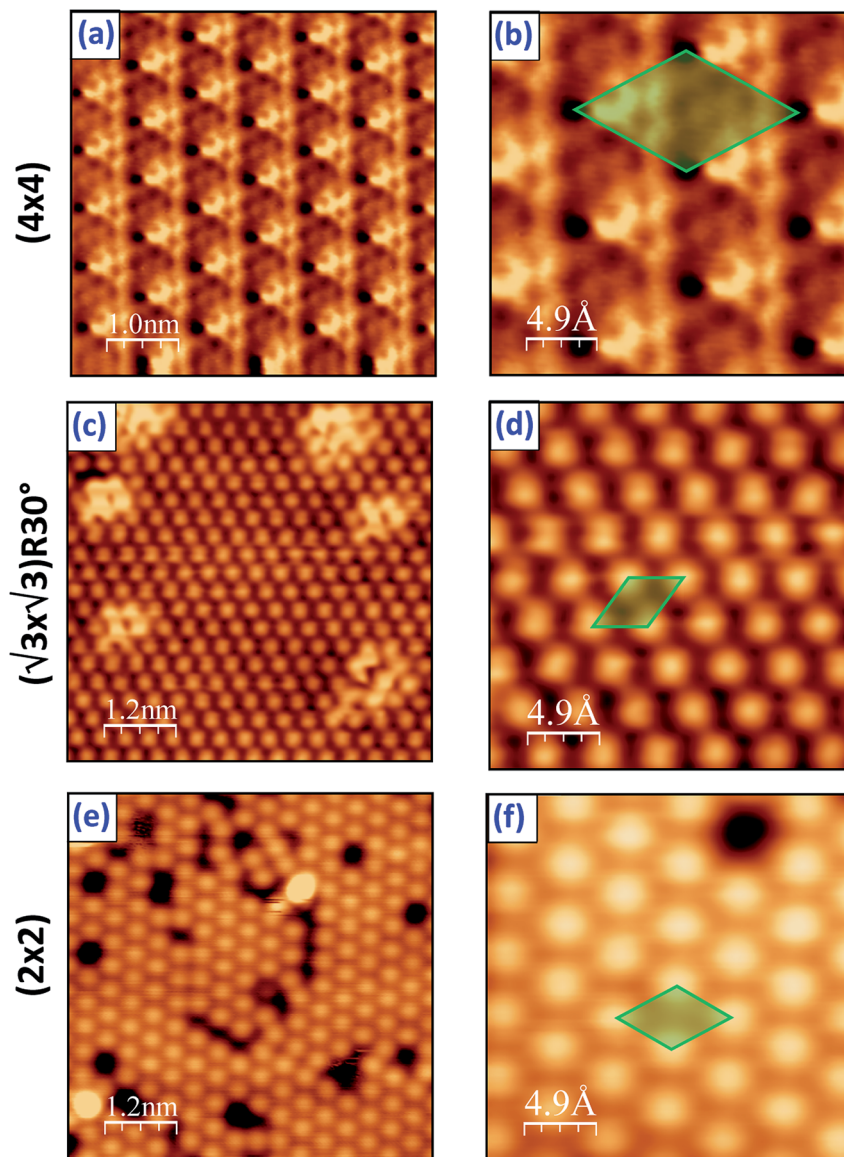 (a)
(b)
(4x4)
1.0nm
4.9Å
(c)
(d)
(√3x√3)R30°
1.2nm
4.9Å
(e)
(f)
(2x2)
1.2nm
4.9Å